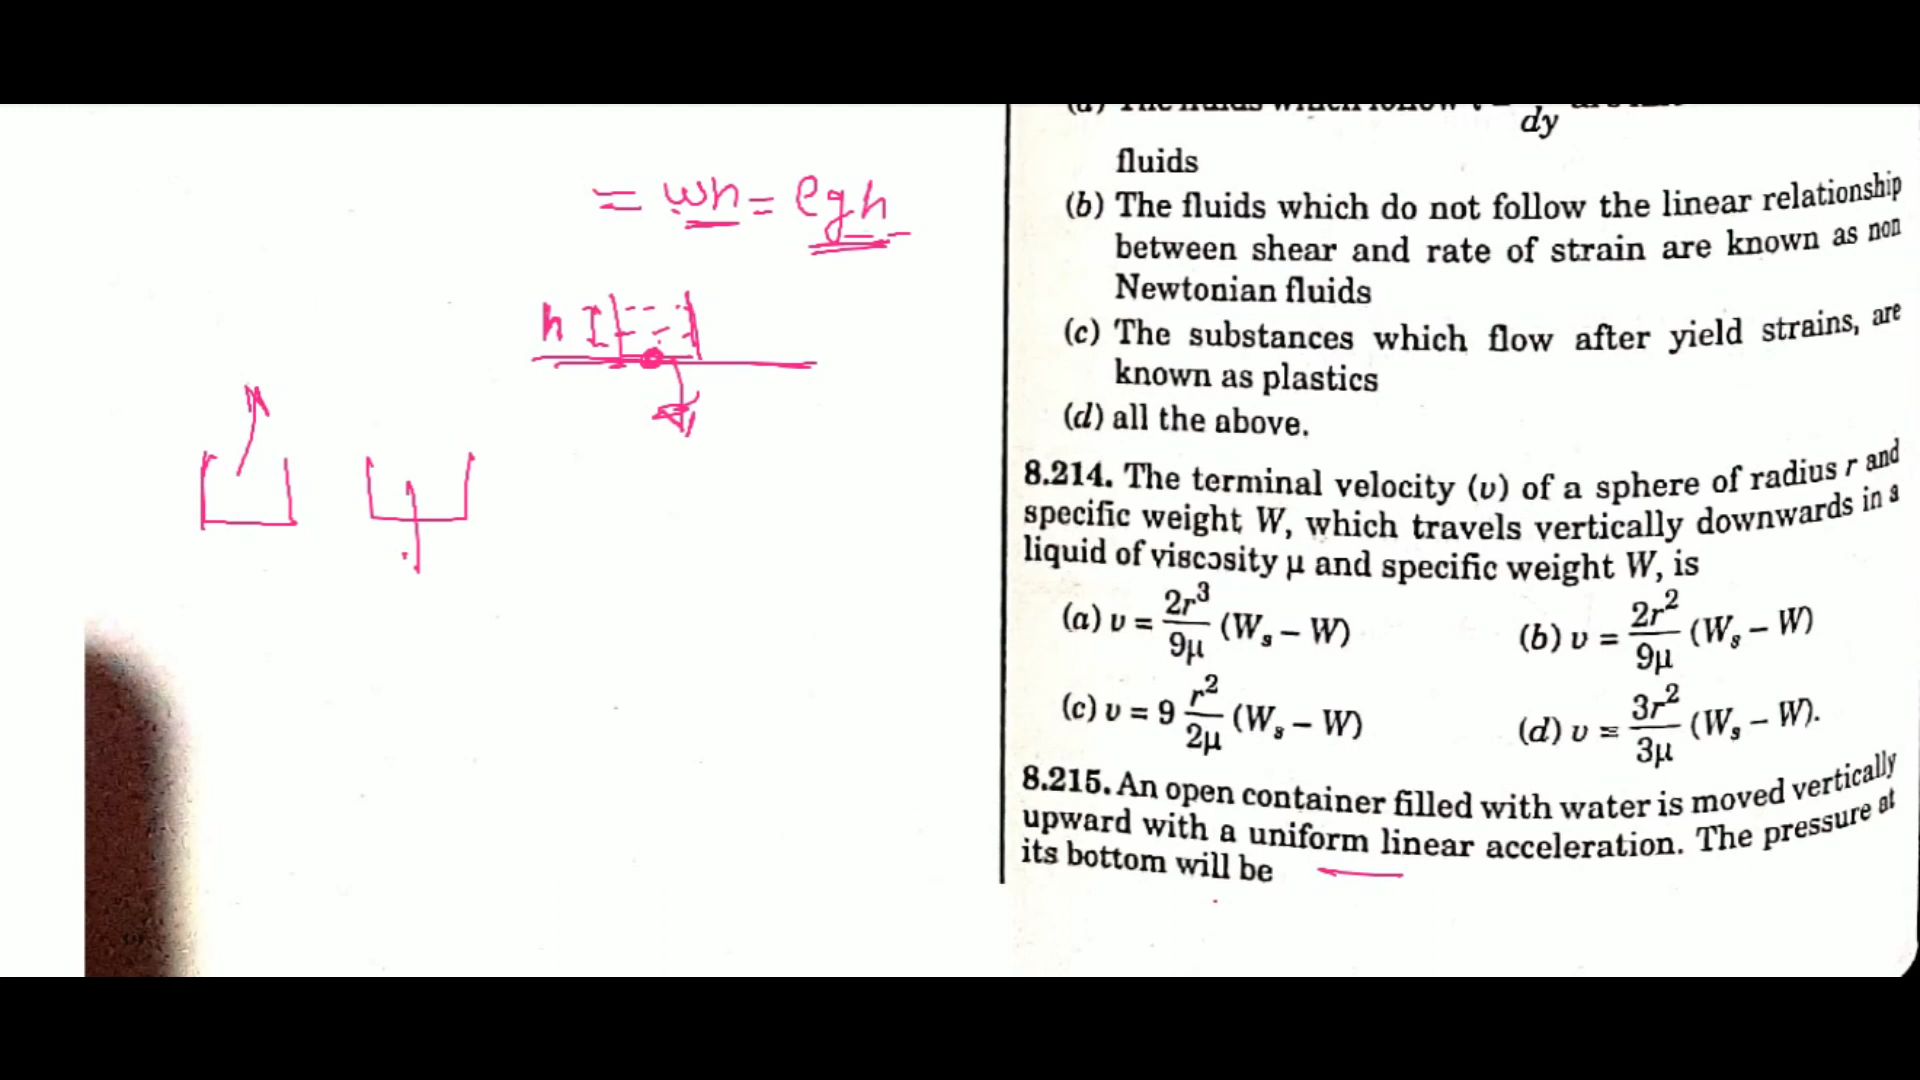 = wh = ρgh
h
dy
fluids
(b) The fluids which do not follow the linear relationship
between shear and rate of strain are known as non
Newtonian fluids
(c) The substances which flow after yield strains, are
known as plastics
(d) all the above.
8.214. The terminal velocity (υ) of a sphere of radius r and
specific weight W, which travels vertically downwards in a
liquid of viscosity μ and specific weight W, is
(a) υ = 2r³/9μ (Wₛ – W) (b) υ = 2r²/9μ (Wₛ – W)
(c) υ = 9 r²/2μ (Wₛ – W) (d) υ = 3r²/3μ (Wₛ – W).
8.215. An open container filled with water is moved vertically
upward with a uniform linear acceleration. The pressure at
its bottom will be